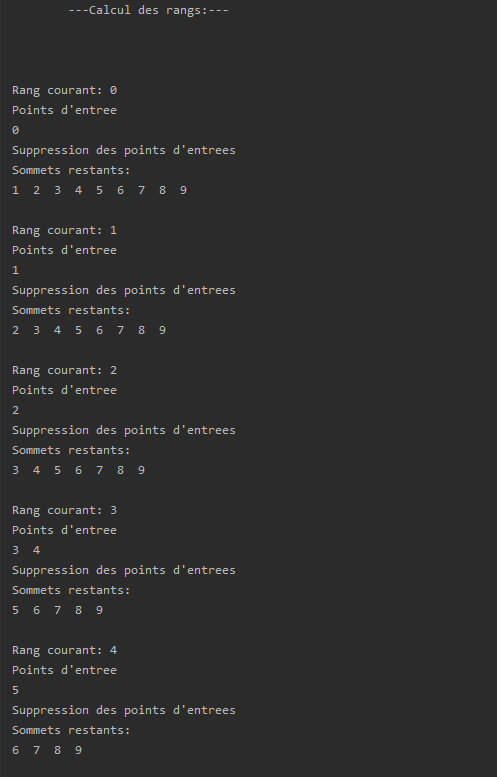 ---Calcul des rangs:---
Rang courant: 0
Points d'entree
0
Suppression des points d'entrees
Sommets restants:
1 2 3 4 5 6 7 8 9
Rang courant: 1
Points d'entree
1
Suppression des points d'entrees
Sommets restants:
2 3 4 5 6 7 8 9
Rang courant: 2
Points d'entree
2
Suppression des points d'entrees
Sommets restants:
3 4 5 6 7 8 9
Rang courant: 3
Points d'entree
3 4
Suppression des points d'entrees
Sommets restants:
5 6 7 8 9
Rang courant: 4
Points d'entree
5
Suppression des points d'entrees
Sommets restants:
6 7 8 9